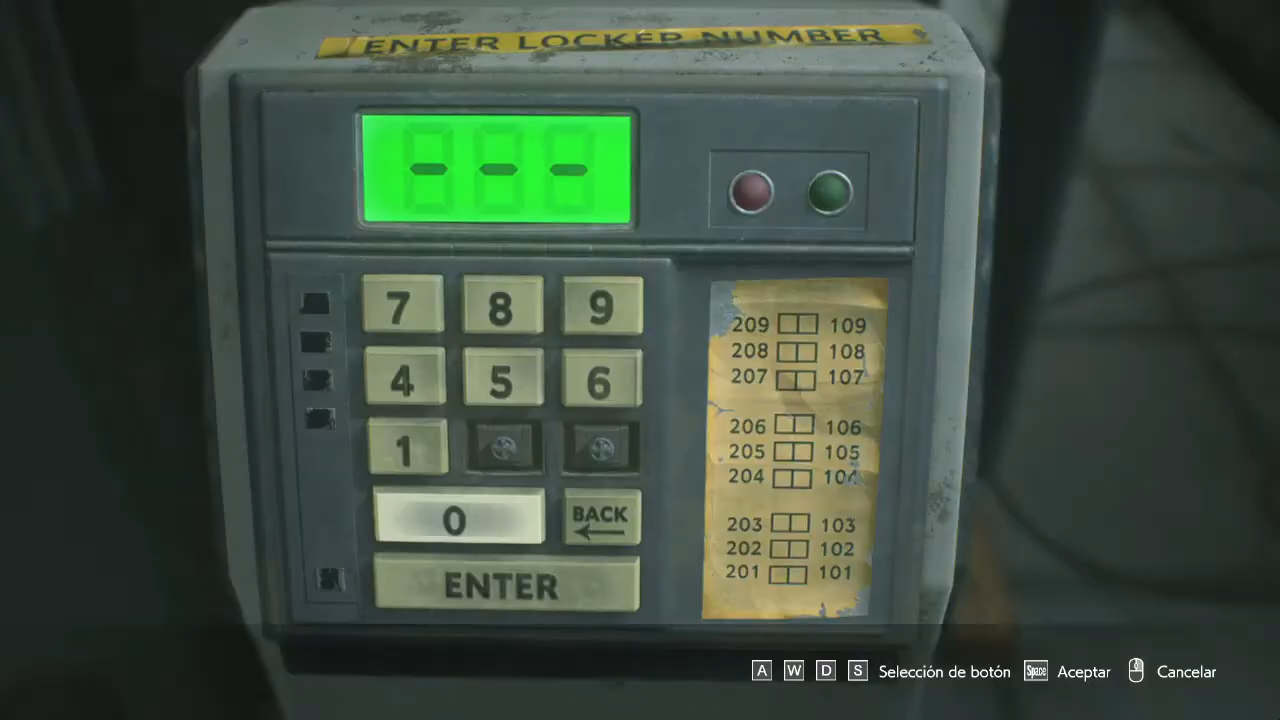 ENTER LOCKER NUMBER
- - -
7 8 9
4 5 6
1
0 BACK
ENTER
209 109
208 108
207 107
206 106
205 105
204 104
203 103
202 102
201 101
A W D S Selección de botón Space Aceptar Cancelar